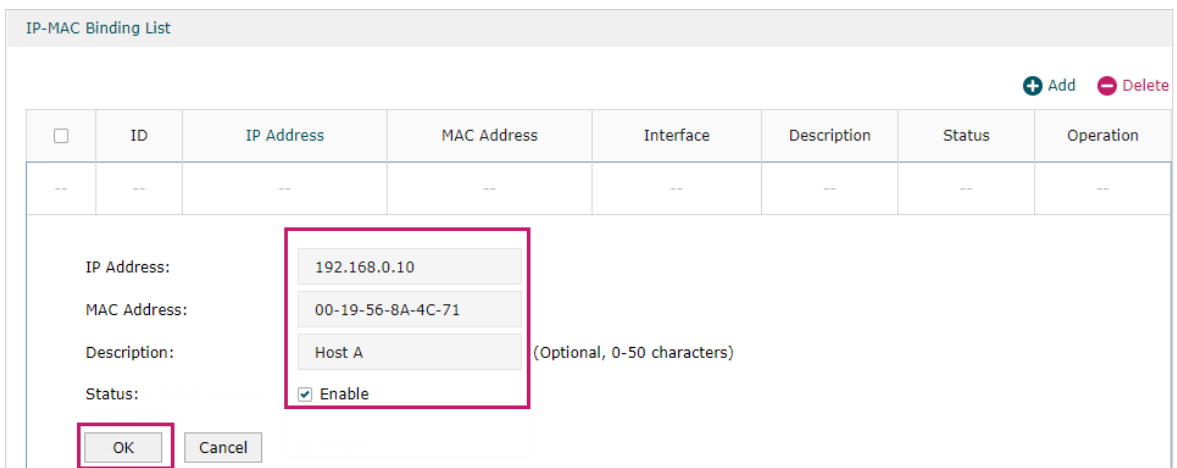 IP-MAC Binding List
Add Delete
ID IP Address MAC Address Interface Description Status Operation
-- -- -- -- -- -- -- --
IP Address: 192.168.0.10
MAC Address: 00-19-56-8A-4C-71
Description: Host A (Optional, 0-50 characters)
Status: Enable
OK Cancel